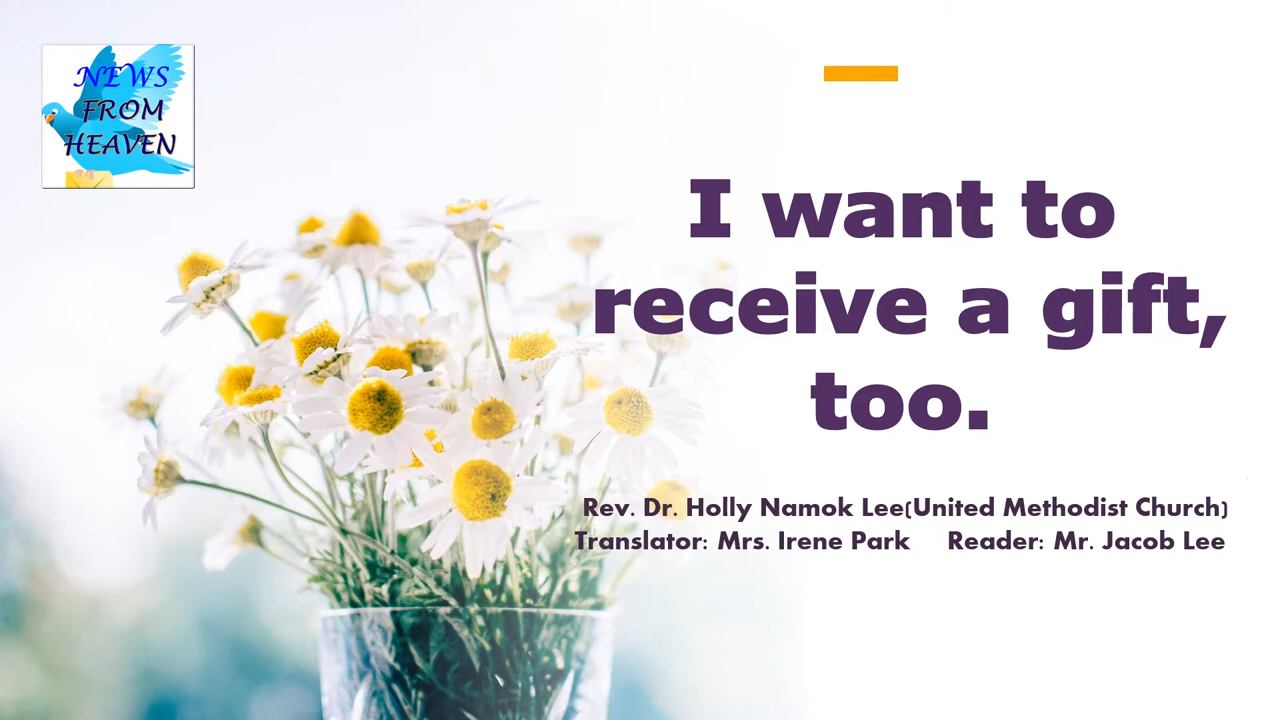 NEWS
FROM
HEAVEN
I want to
receive a gift,
too.
Rev. Dr. Holly Namok Lee(United Methodist Church)
Translator: Mrs. Irene Park Reader: Mr. Jacob Lee